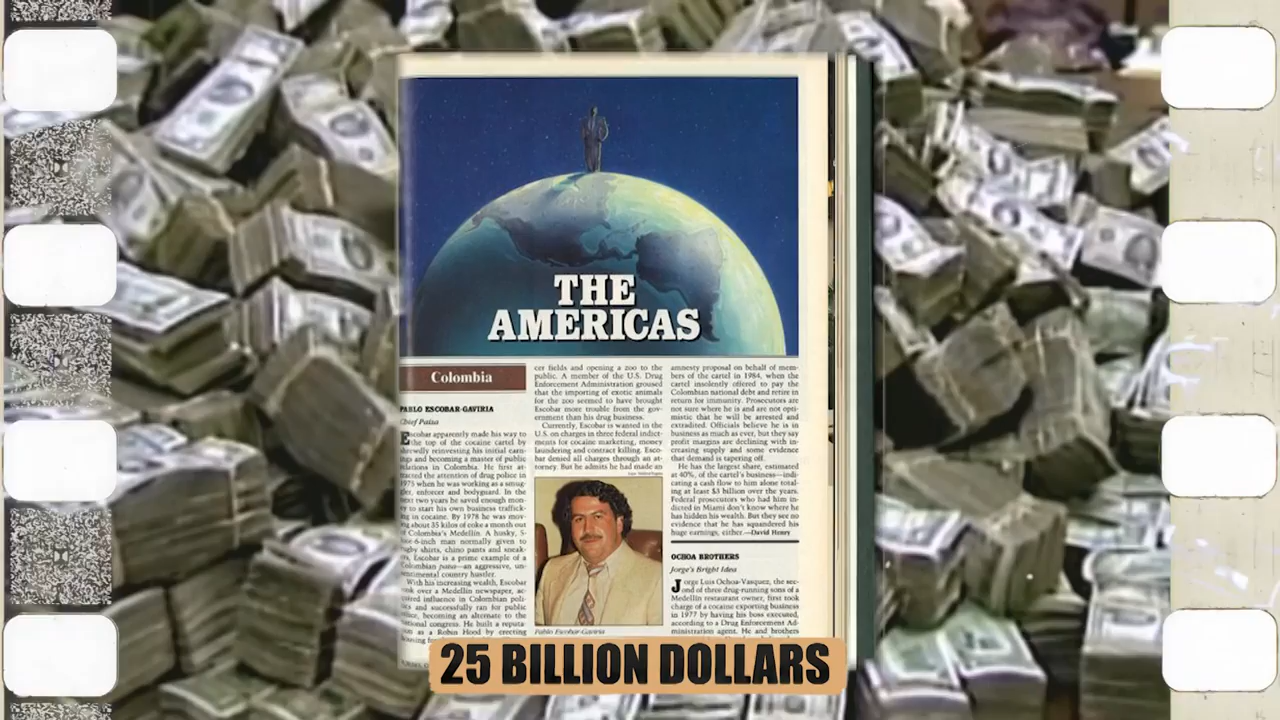 THE
AMERICAS
Colombia
PABLO ESCOBAR-GAVIRIA
Chief Paisa
Escobar apparently made his way to
the top of the cocaine cartel by
shrewdly reinvesting his initial earn-
ings and becoming a master of public
relations in Colombia. He first at-
tracted the attention of drug police in
1973 when he was working as a smug-
gler, enforcer and bodyguard. In the
next two years he saved enough mon-
ey to start his own business traffick-
ing in cocaine. By 1978 he was mov-
ing about 35 kilos of coke a month out
of Colombia's Medellín. A husky, 5-
foot-6-inch man normally given to
rugby shirts, chino pants and sneak-
ers, Escobar is a prime example of a
Colombian paisa—an aggressive, un-
sentimental country hustler.
With his increasing wealth, Escobar
took over a Medellín newspaper, ac-
quired influence in Colombian poli-
tics and successfully ran for public
office, becoming an alternate to the
national congress. He built a reputa-
tion as a Robin Hood by erecting
cer fields and opening a zoo to the
public. A member of the U.S. Drug
Enforcement Administration groused
that the importing of exotic animals
for the zoo seemed to have brought
Escobar more trouble from the gov-
ernment than his drug business.
Currently, Escobar is wanted in the
U.S. on charges in three federal indict-
ments for cocaine marketing, money
laundering and contract killing. Esco-
bar denied all charges through an at-
torney. But he admits he had made an
Pablo Escobar-Gaviria
amnesty proposal on behalf of mem-
bers of the cartel in 1984, when the
cartel insolently offered to pay the
Colombian national debt and retire in
return for immunity. Prosecutors are
not sure where he is and are not opti-
mistic that he will be arrested and
extradited. Officials believe he is in
business as much as ever, but they say
profit margins are declining with in-
creasing supply and some evidence
that demand is tapering off.
He has the largest share, estimated
at 40%, of the cartel's business—indi-
cating a cash flow to him alone total-
ing at least $3 billion over the years.
Federal prosecutors who had him in-
dicted in Miami don't know where he
has hidden his wealth. But they see no
evidence that he has squandered his
huge earnings, either.—David Henry
OCHOA BROTHERS
Jorge's Bright Idea
Jorge Luis Ochoa-Vasquez, the sec-
ond of three drug-running sons of a
Medellín restaurant owner, first took
charge of a cocaine exporting business
in 1977 by having his boss executed,
according to a Drug Enforcement Ad-
ministration agent. He and brothers
25 BILLION DOLLARS